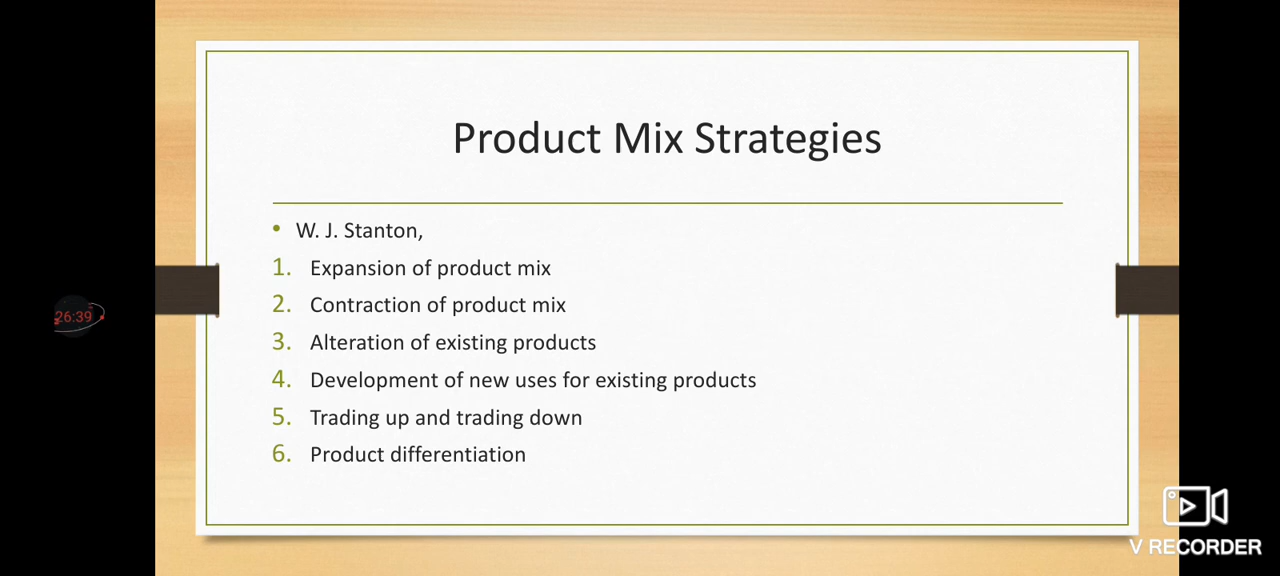 Product Mix Strategies
• W. J. Stanton,
1. Expansion of product mix
2. Contraction of product mix
3. Alteration of existing products
4. Development of new uses for existing products
5. Trading up and trading down
6. Product differentiation
26:39
V RECORDER